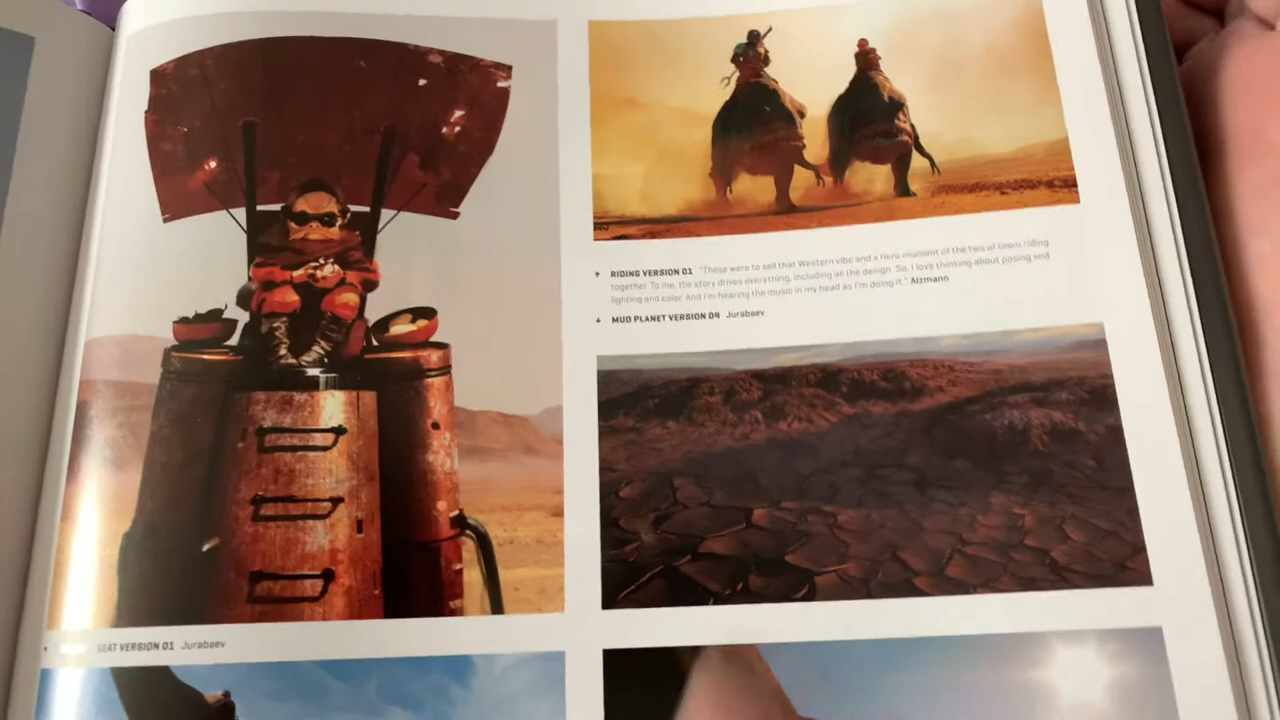 RIDING VERSION 01 "These were to sell that Western vibe and a hero moment of the two of them riding
together. To me, the story drives everything, including all the design. So, I love thinking about posing and
lighting and color. And I'm hearing the music in my head as I'm doing it." Alzmann
MUD PLANET VERSION 04 Jurabaev
SEAT VERSION 01 Jurabaev